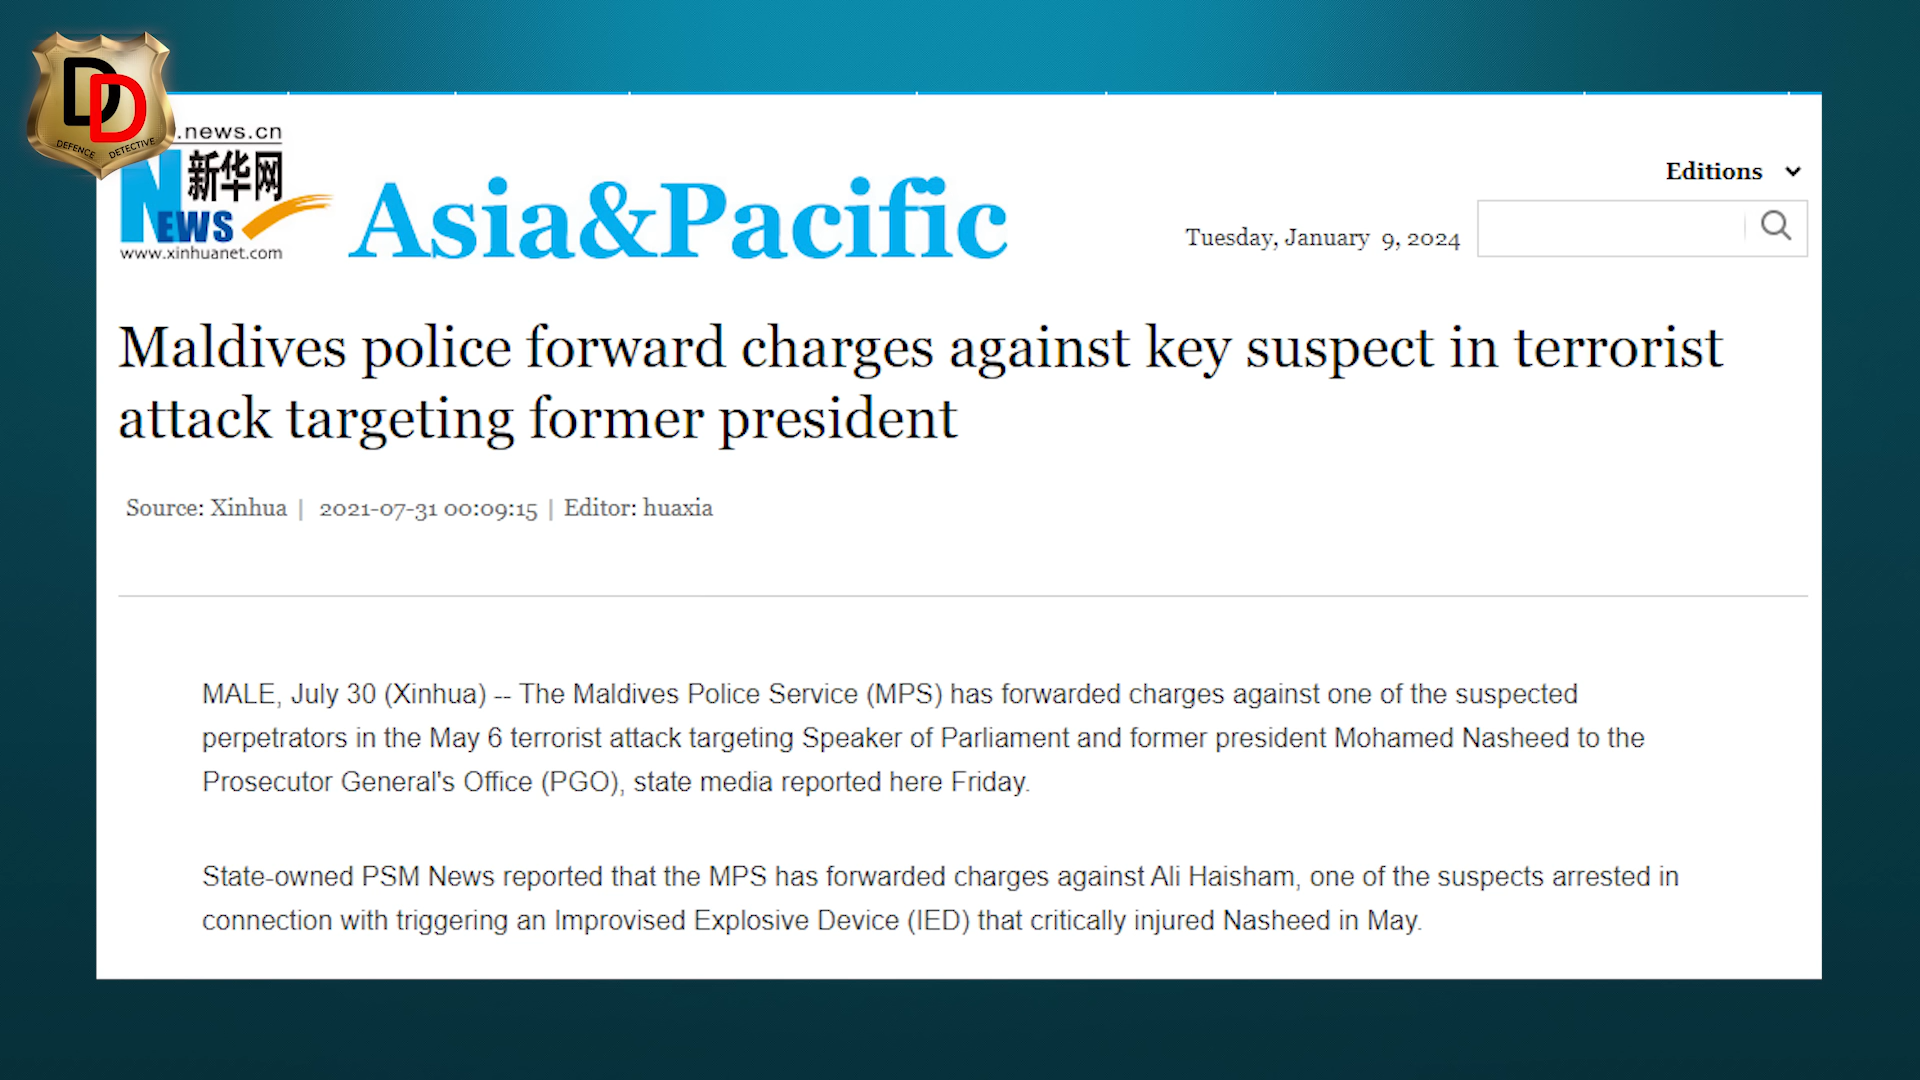 DD
DEFENCE DETECTIVE
.news.cn
新华网
NEWS
www.xinhuanet.com
Asia&Pacific
Editions
Tuesday, January 9, 2024
Maldives police forward charges against key suspect in terrorist
attack targeting former president
Source: Xinhua | 2021-07-31 00:09:15 | Editor: huaxia
MALE, July 30 (Xinhua) -- The Maldives Police Service (MPS) has forwarded charges against one of the suspected
perpetrators in the May 6 terrorist attack targeting Speaker of Parliament and former president Mohamed Nasheed to the
Prosecutor General's Office (PGO), state media reported here Friday.
State-owned PSM News reported that the MPS has forwarded charges against Ali Haisham, one of the suspects arrested in
connection with triggering an Improvised Explosive Device (IED) that critically injured Nasheed in May.